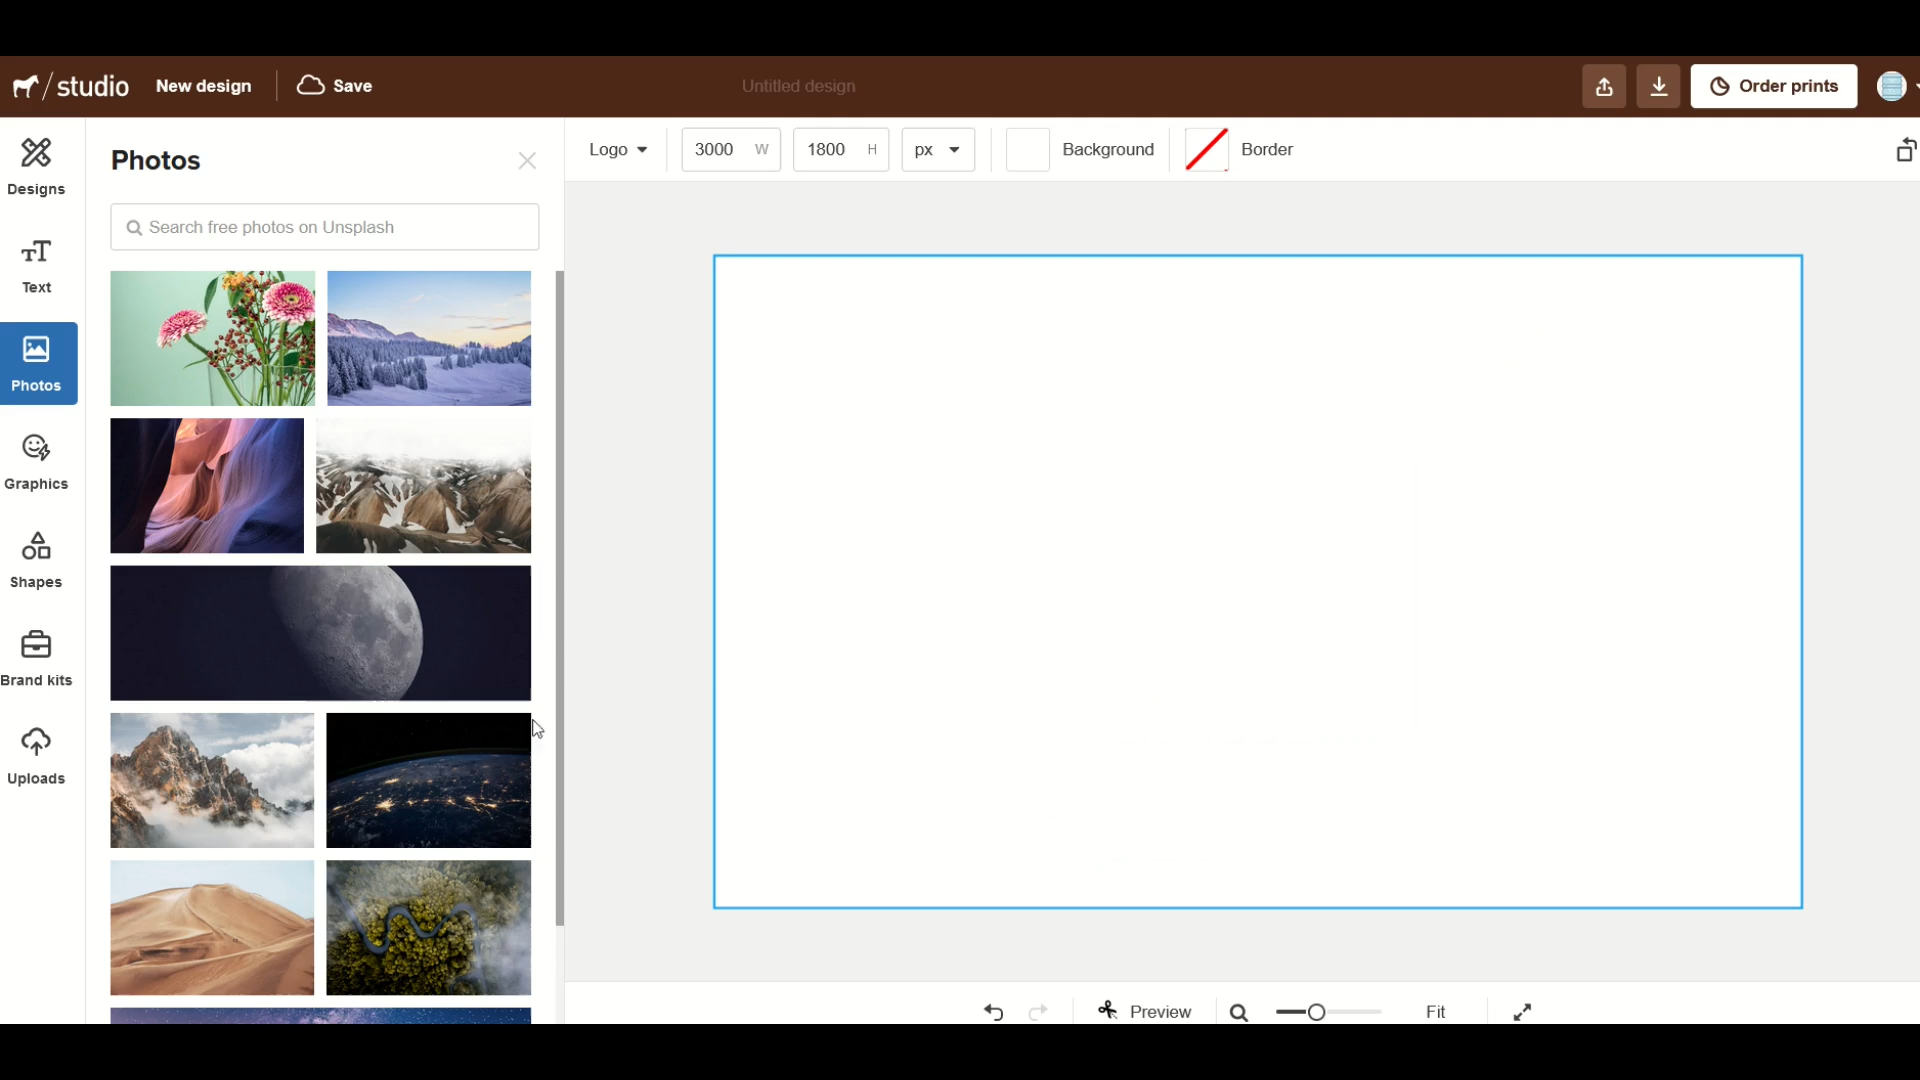 studio New design Save Untitled design Order prints
Logo 3000 W 1800 H px Background Border
Photos
Search free photos on Unsplash
Designs
Text
Photos
Graphics
Shapes
Brand kits
Uploads
Preview Fit